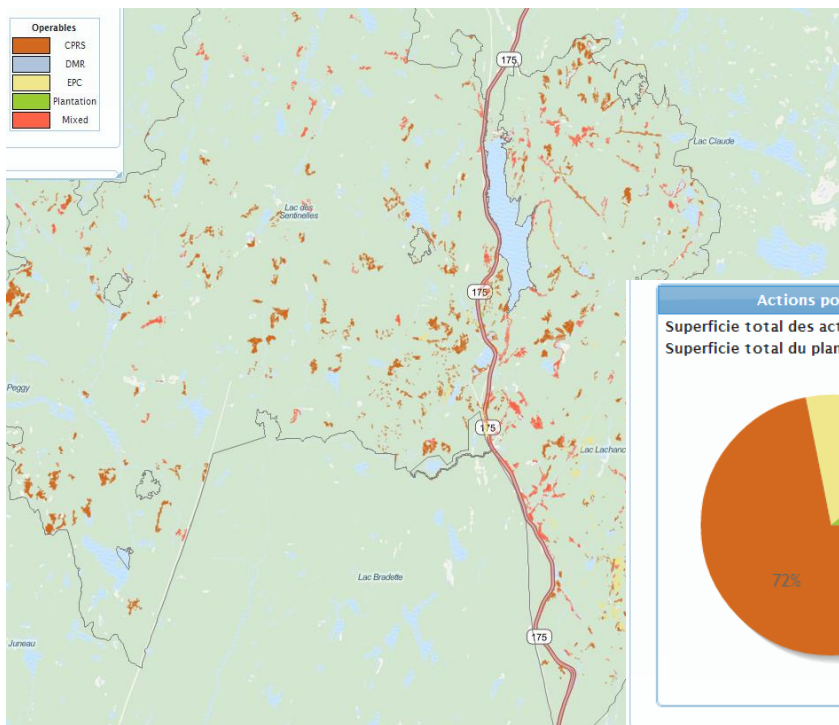 Operables
CPRS
DMR
EPC
Plantation
Mixed
175
Lac Claude
Lac des
Sentinelles
175
Actions po
Superficie total des act
Superficie total du plan
Peggy
175
Lac Lachanc
72%
Lac Bradette
175
Juneau